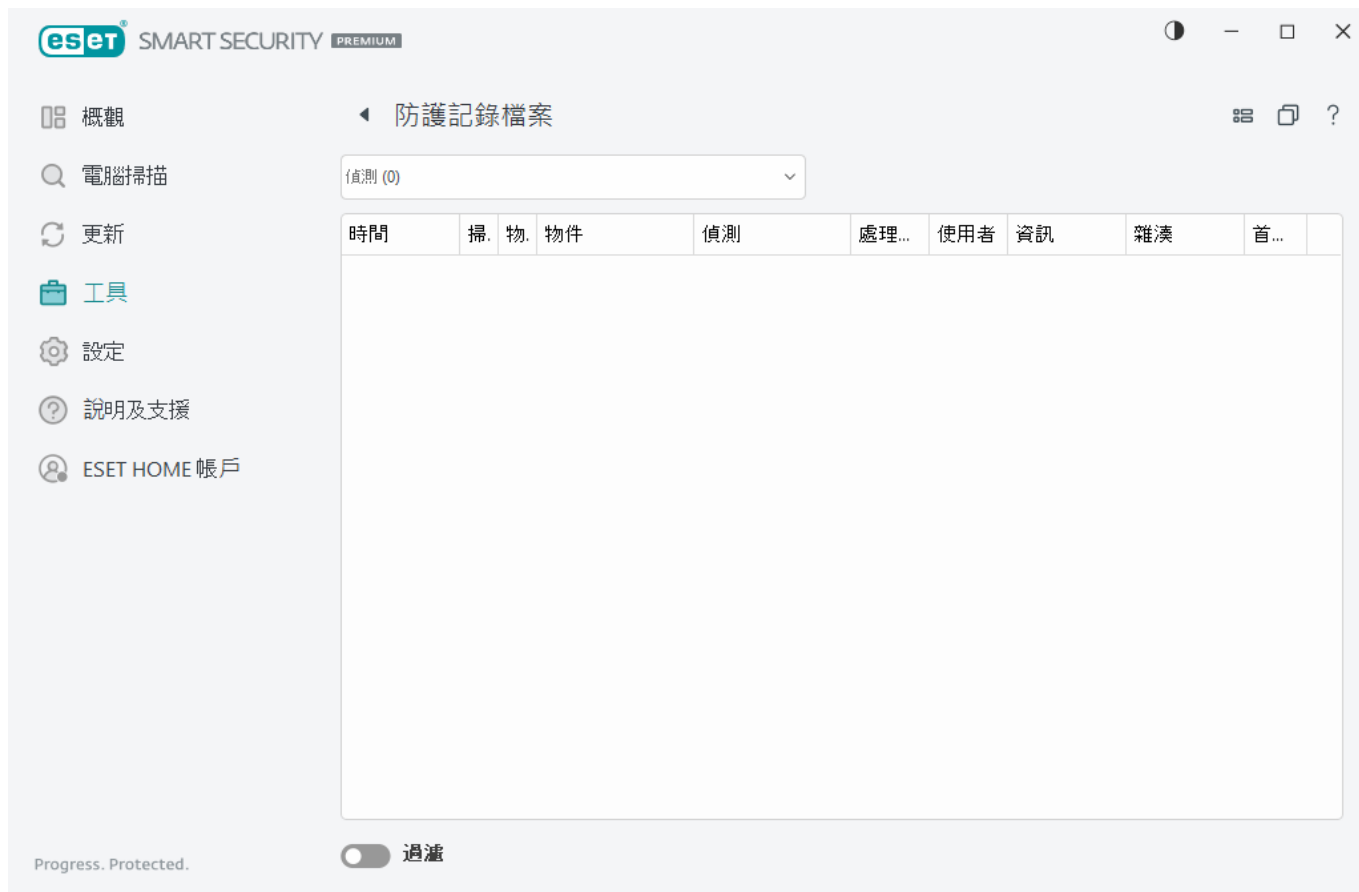 eset® SMART SECURITY PREMIUM
概觀
電腦掃描
更新
工具
設定
說明及支援
ESET HOME 帳戶
防護記錄檔案
?
偵測 (0)
時間 掃. 物. 物件 偵測 處理... 使用者 資訊 雜湊 首...
過濾
Progress. Protected.